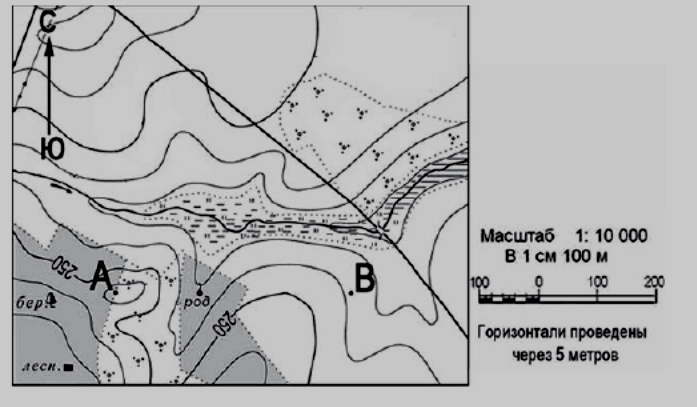 С
Ю
250
А
бер.
лесн.
род
В
250
Масштаб 1: 10 000
В 1 см 100 м
100 0 100 200
Горизонтали проведены
через 5 метров